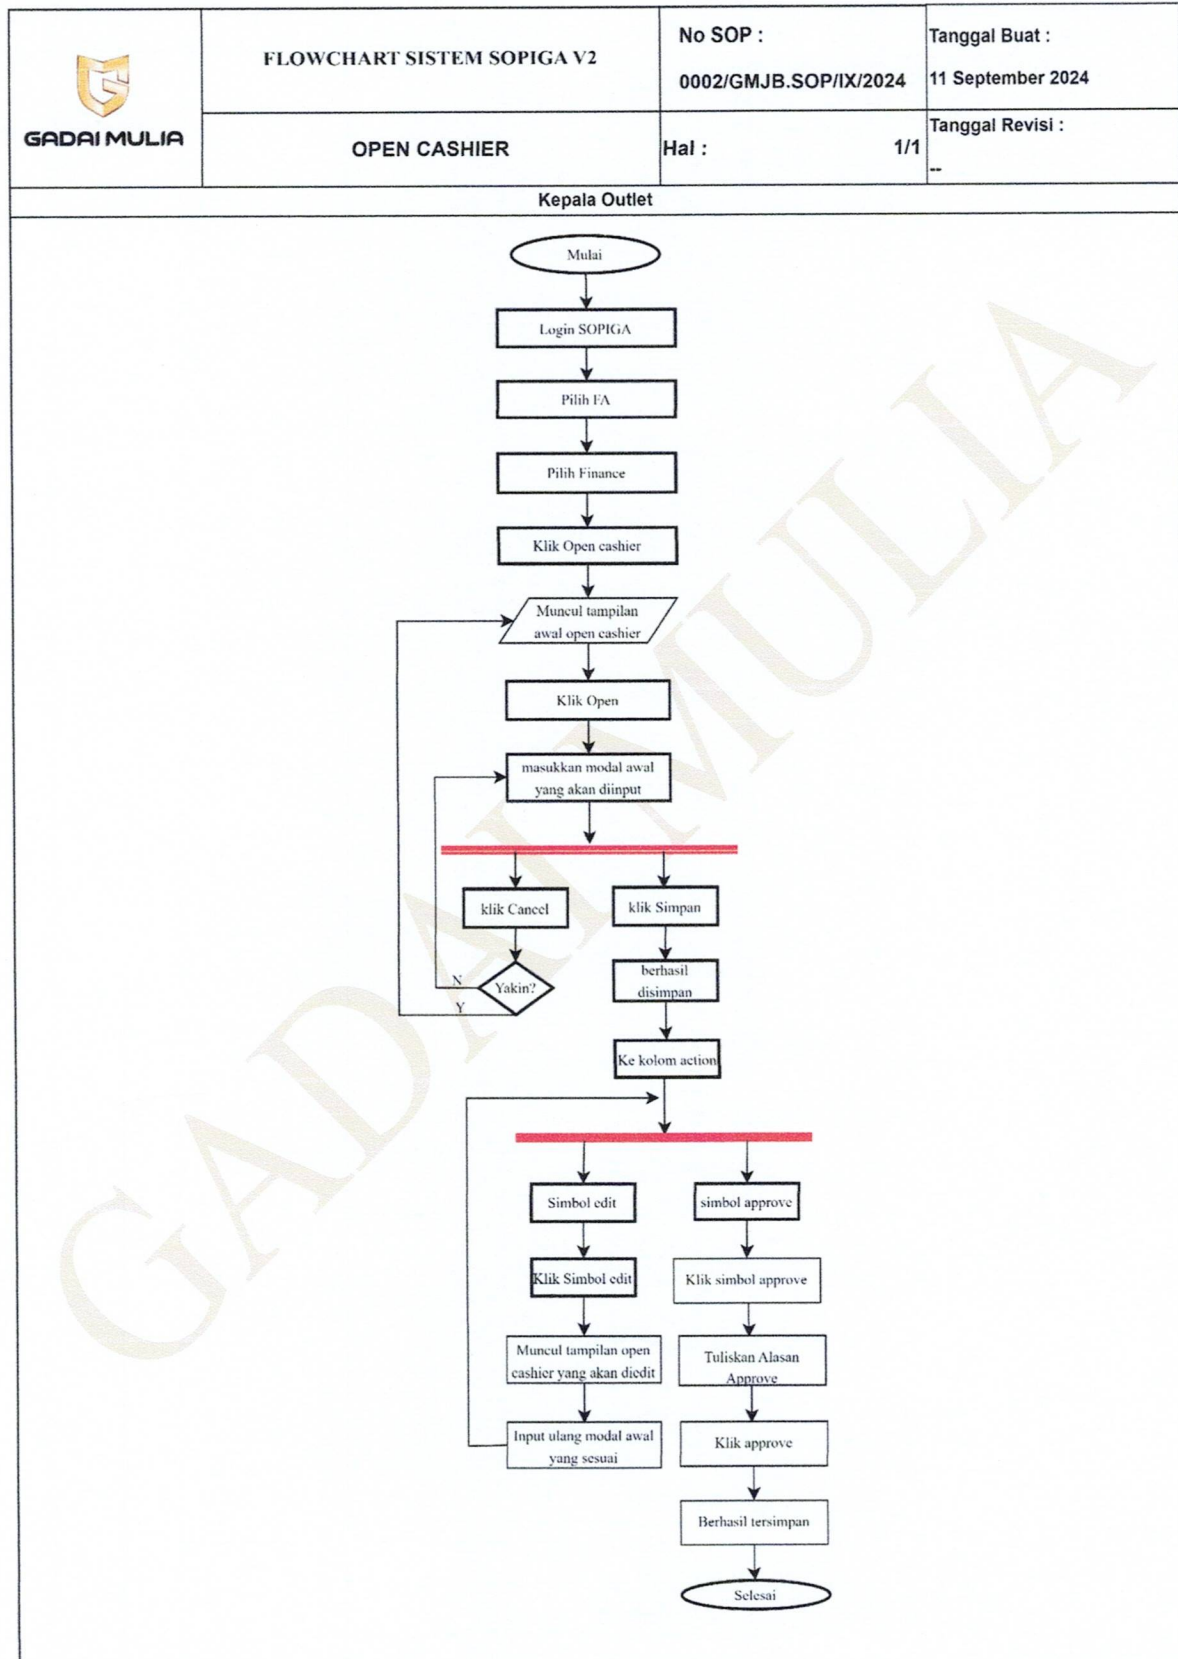 GADAI MULIA
FLOWCHART SISTEM SOPIGA V2
OPEN CASHIER
No SOP :
0002/GMJB.SOP/IX/2024
Hal : 1/1
Tanggal Buat :
11 September 2024
Tanggal Revisi :
--
Kepala Outlet
Mulai
Login SOPIGA
Pilih FA
Pilih Finance
Klik Open cashier
Muncul tampilan
awal open cashier
Klik Open
masukkan modal awal
yang akan diinput
klik Cancel
klik Simpan
Yakin?
N
Y
berhasil
disimpan
Ke kolom action
Simbol edit
simbol approve
Klik Simbol edit
Klik simbol approve
Muncul tampilan open
cashier yang akan diedit
Tuliskan Alasan
Approve
Input ulang modal awal
yang sesuai
Klik approve
Berhasil tersimpan
Selesai
GADAI MULIA